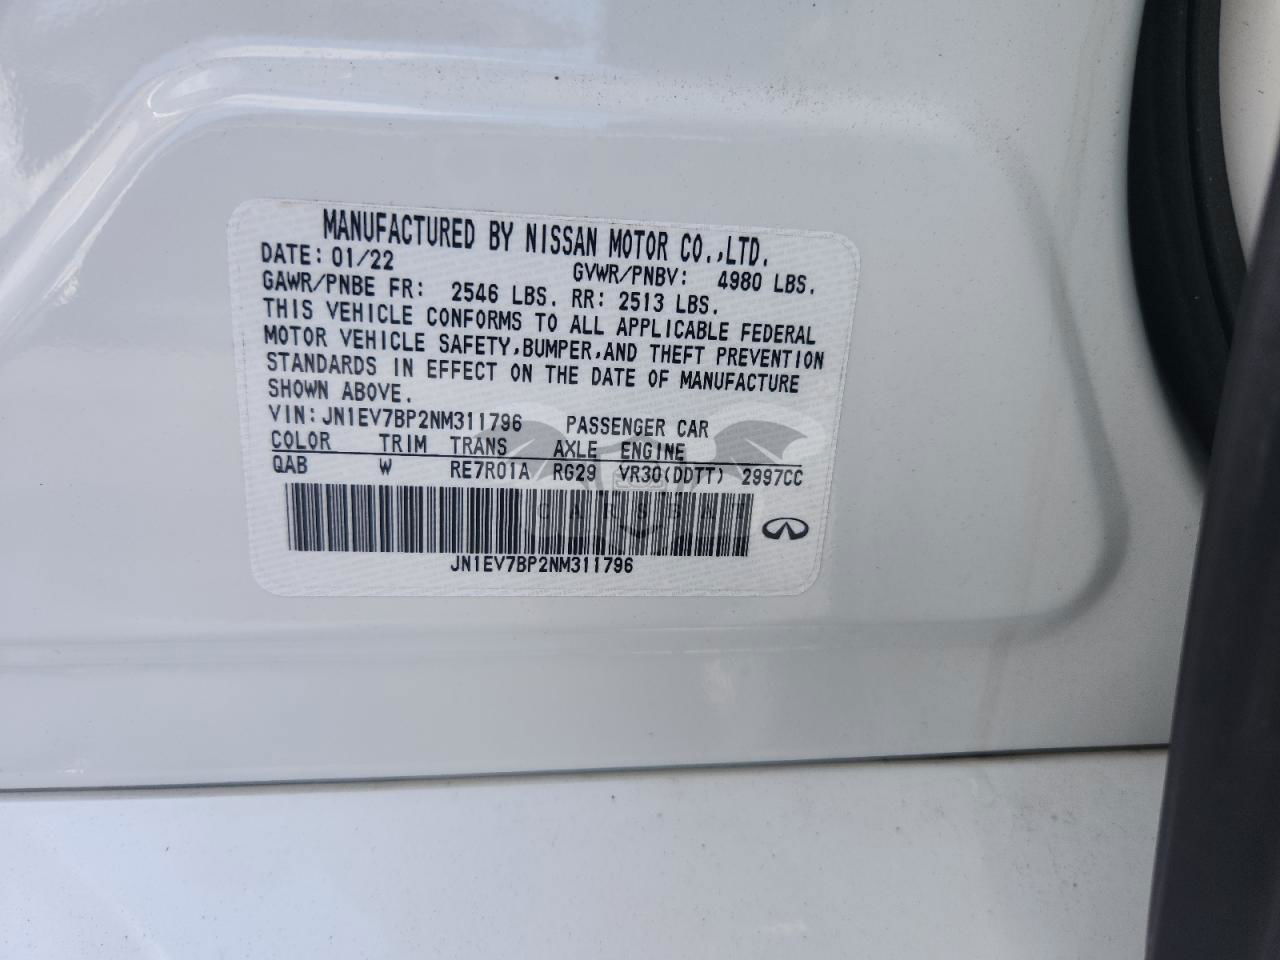 MANUFACTURED BY NISSAN MOTOR CO.,LTD.
DATE: 01/22 GVWR/PNBV: 4980 LBS.
GAWR/PNBE FR: 2546 LBS. RR: 2513 LBS.
THIS VEHICLE CONFORMS TO ALL APPLICABLE FEDERAL
MOTOR VEHICLE SAFETY,BUMPER,AND THEFT PREVENTION
STANDARDS IN EFFECT ON THE DATE OF MANUFACTURE
SHOWN ABOVE.
VIN:JN1EV7BP2NM311796 PASSENGER CAR
COLOR TRIM TRANS AXLE ENGINE
QAB W RE7R01A RG29 VR30(DDTT) 2997CC
JN1EV7BP2NM311796